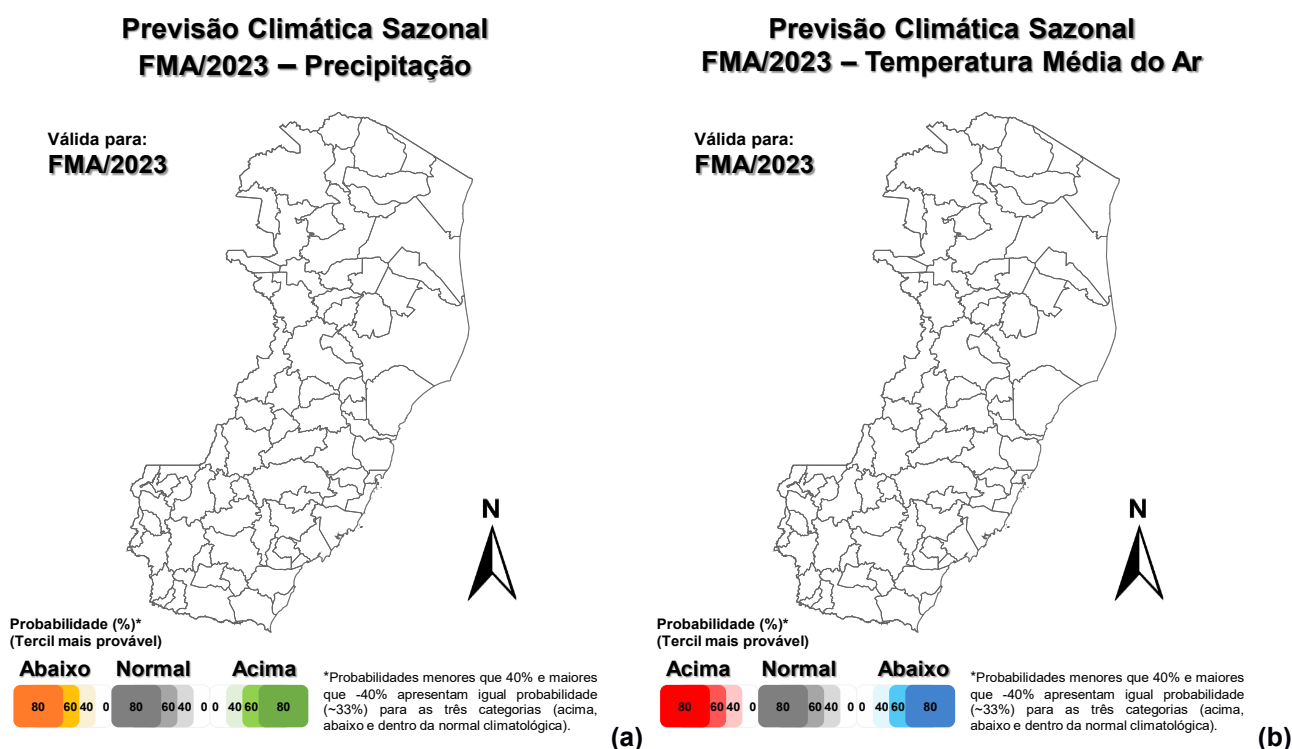 Previsão Climática Sazonal
FMA/2023 – Precipitação
Válida para:
FMA/2023
N
Probabilidade (%)*
(Tercil mais provável)
Abaixo Normal Acima
80 60 40 0 80 60 40 0 0 40 60 80
*Probabilidades menores que 40% e maiores
que -40% apresentam igual probabilidade
(~33%) para as três categorias (acima,
abaixo e dentro da normal climatológica).
(a)
Previsão Climática Sazonal
FMA/2023 – Temperatura Média do Ar
Válida para:
FMA/2023
N
Probabilidade (%)*
(Tercil mais provável)
Acima Normal Abaixo
80 60 40 0 80 60 40 0 0 40 60 80
*Probabilidades menores que 40% e maiores
que -40% apresentam igual probabilidade
(~33%) para as três categorias (acima,
abaixo e dentro da normal climatológica).
(b)